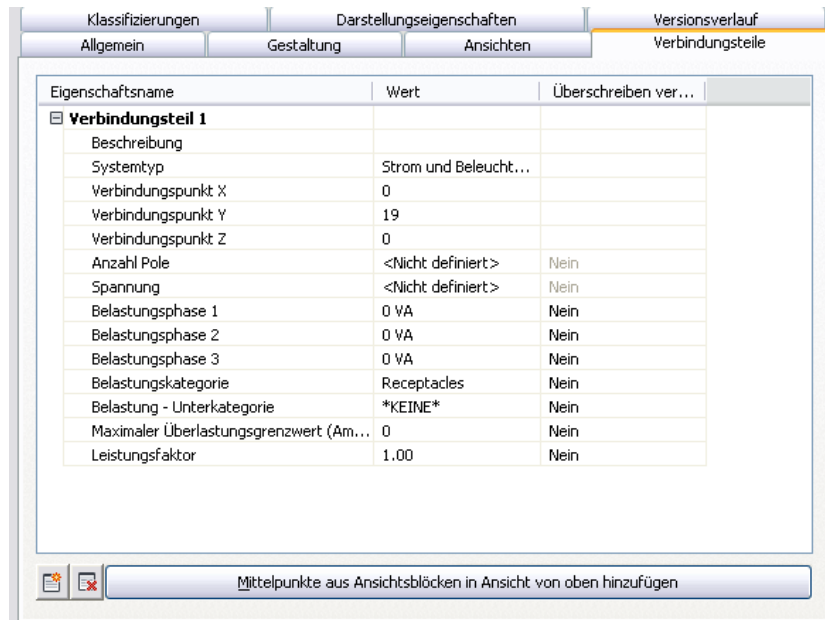 Klassifizierungen Darstellungseigenschaften Versionsverlauf
Allgemein Gestaltung Ansichten Verbindungsteile
Eigenschaftsname Wert Überschreiben ver...
Verbindungsteil 1
Beschreibung
Systemtyp Strom und Beleucht...
Verbindungspunkt X 0
Verbindungspunkt Y 19
Verbindungspunkt Z 0
Anzahl Pole <Nicht definiert> Nein
Spannung <Nicht definiert> Nein
Belastungsphase 1 0 VA Nein
Belastungsphase 2 0 VA Nein
Belastungsphase 3 0 VA Nein
Belastungskategorie Receptacles Nein
Belastung - Unterkategorie *KEINE* Nein
Maximaler Überlastungsgrenzwert (Am... 0 Nein
Leistungsfaktor 1.00 Nein
Mittelpunkte aus Ansichtsblöcken in Ansicht von oben hinzufügen